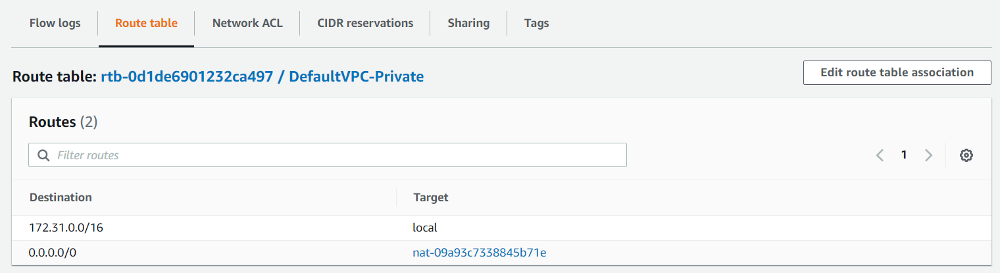 Flow logs Route table Network ACL CIDR reservations Sharing Tags
Route table: rtb-0d1de6901232ca497 / DefaultVPC-Private Edit route table association
Routes (2)
Filter routes 1
Destination Target
172.31.0.0/16 local
0.0.0.0/0 nat-09a93c7338845b71e